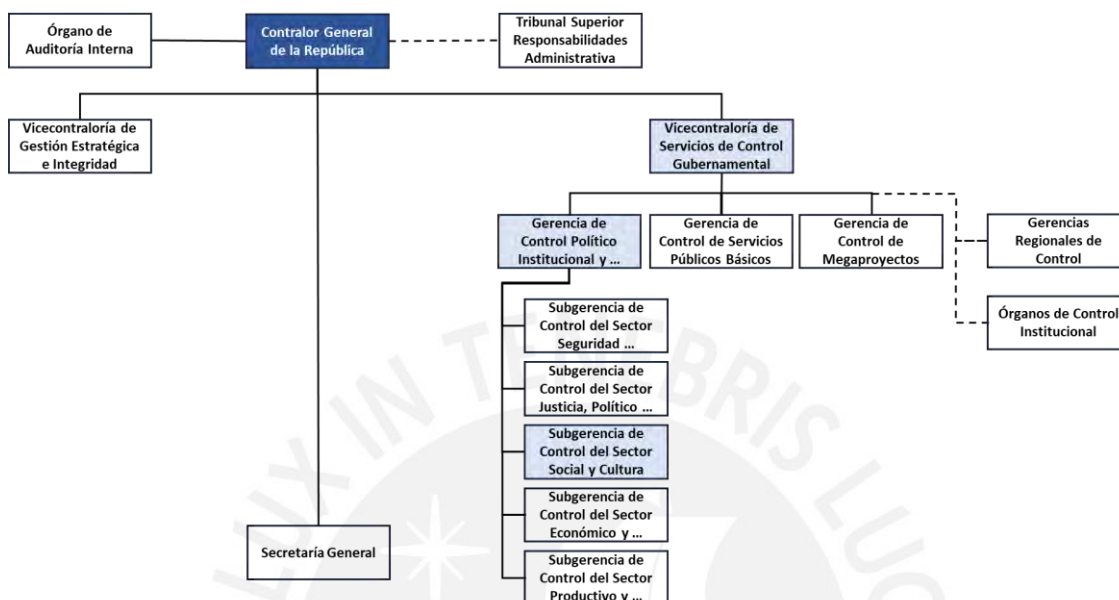 Órgano de
Auditoría Interna
Contralor General
de la República
Tribunal Superior
Responsabilidades
Administrativa
Vicecontraloría de
Gestión Estratégica
e Integridad
Vicecontraloría de
Servicios de Control
Gubernamental
Gerencia de
Control Político
Institucional y ...
Gerencia de
Control de Servicios
Públicos Básicos
Gerencia de
Control de
Megaproyectos
Gerencias
Regionales de
Control
Órganos de Control
Institucional
Subgerencia de
Control del Sector
Seguridad ...
Subgerencia de
Control del Sector
Justicia, Político ...
Subgerencia de
Control del Sector
Social y Cultura
Subgerencia de
Control del Sector
Económico y ...
Subgerencia de
Control del Sector
Productivo y ...
Secretaría General
LUX IN TENEBRIS LUC